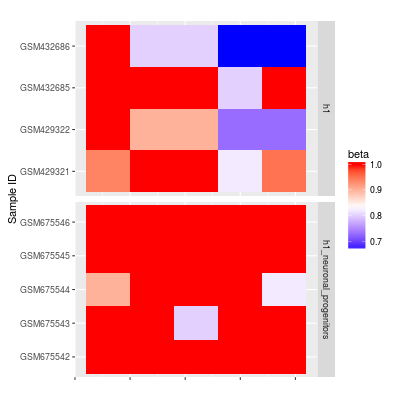 GSM432686
GSM432685
GSM429322
GSM429321
h1
GSM675546
GSM675545
GSM675544
GSM675543
GSM675542
h1_neuronal_progenitors
Sample ID
beta
1.0
0.9
0.8
0.7